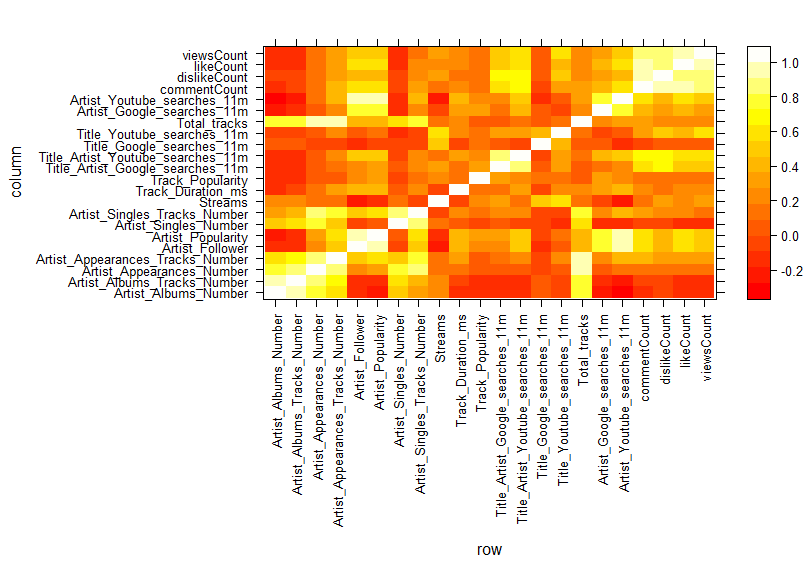 viewsCount
likeCount
dislikeCount
commentCount
Artist_Youtube_searches_11m
Artist_Google_searches_11m
Total_tracks
Title_Youtube_searches_11m
Title_Google_searches_11m
Title_Artist_Youtube_searches_11m
Title_Artist_Google_searches_11m
Track_Popularity
Track_Duration_ms
Streams
Artist_Singles_Tracks_Number
Artist_Singles_Number
Artist_Popularity
Artist_Follower
Artist_Appearances_Tracks_Number
Artist_Appearances_Number
Artist_Albums_Tracks_Number
Artist_Albums_Number
column
1.0
0.8
0.6
0.4
0.2
0.0
-0.2
Artist_Albums_Number
Artist_Albums_Tracks_Number
Artist_Appearances_Number
Artist_Appearances_Tracks_Number
Artist_Follower
Artist_Popularity
Artist_Singles_Number
Artist_Singles_Tracks_Number
Streams
Track_Duration_ms
Track_Popularity
Title_Artist_Google_searches_11m
Title_Artist_Youtube_searches_11m
Title_Google_searches_11m
Title_Youtube_searches_11m
Total_tracks
Artist_Google_searches_11m
Artist_Youtube_searches_11m
commentCount
dislikeCount
likeCount
viewsCount
row